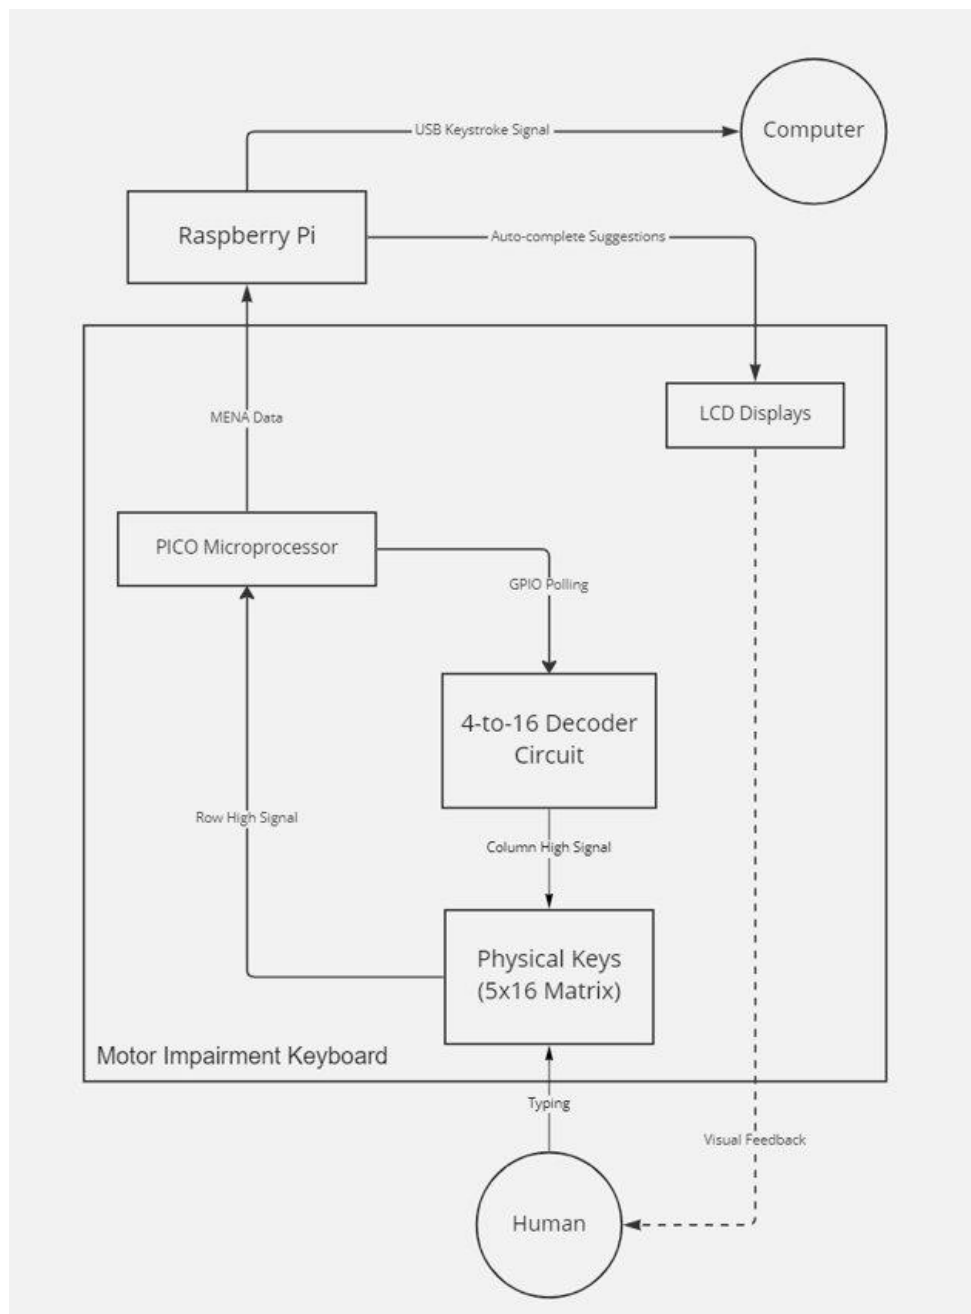 USB Keystroke Signal
Computer
Raspberry Pi
Auto-complete Suggestions
LCD Displays
MENA Data
PICO Microprocessor
GPIO Polling
4-to-16 Decoder
Circuit
Row High Signal
Column High Signal
Physical Keys
(5x16 Matrix)
Motor Impairment Keyboard
Typing
Visual Feedback
Human